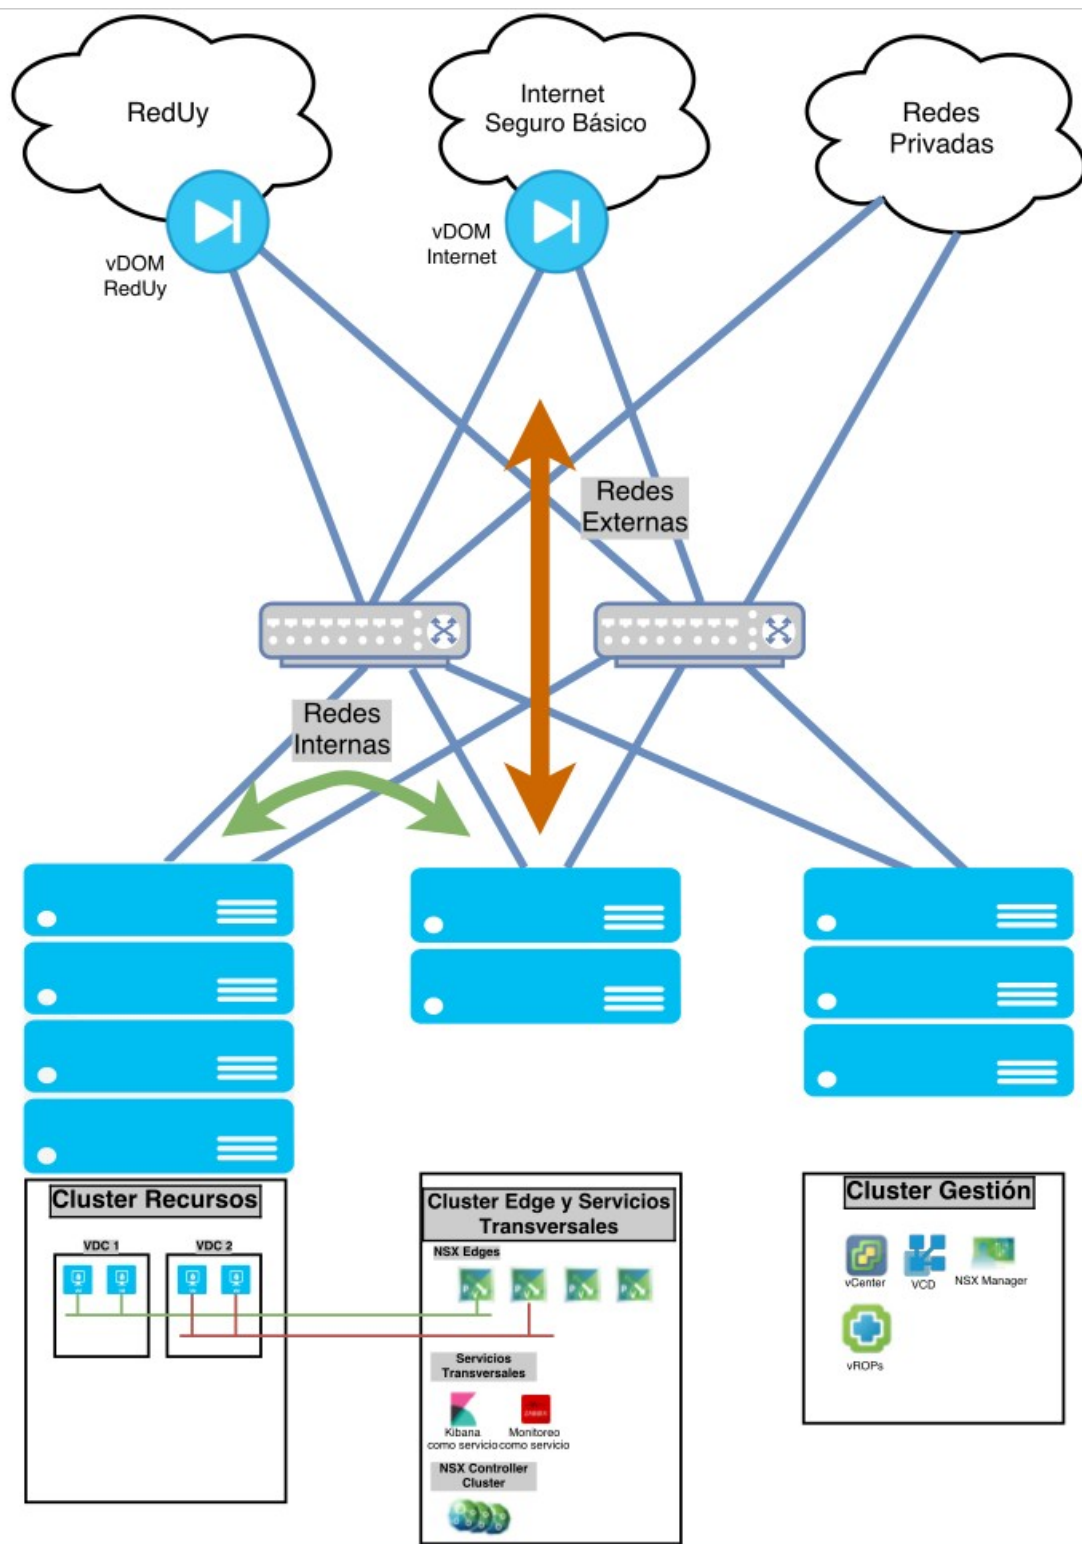 RedUy
Internet
Seguro Básico
Redes
Privadas
vDOM
RedUy
vDOM
Internet
Redes
Externas
Redes
Internas
Cluster Recursos
VDC 1
VDC 2
Cluster Edge y Servicios
Transversales
NSX Edges
Servicios
Transversales
Kibana
como servicio
Monitoreo
como servicio
NSX Controller
Cluster
Cluster Gestión
vCenter
VCD
NSX Manager
vROPs